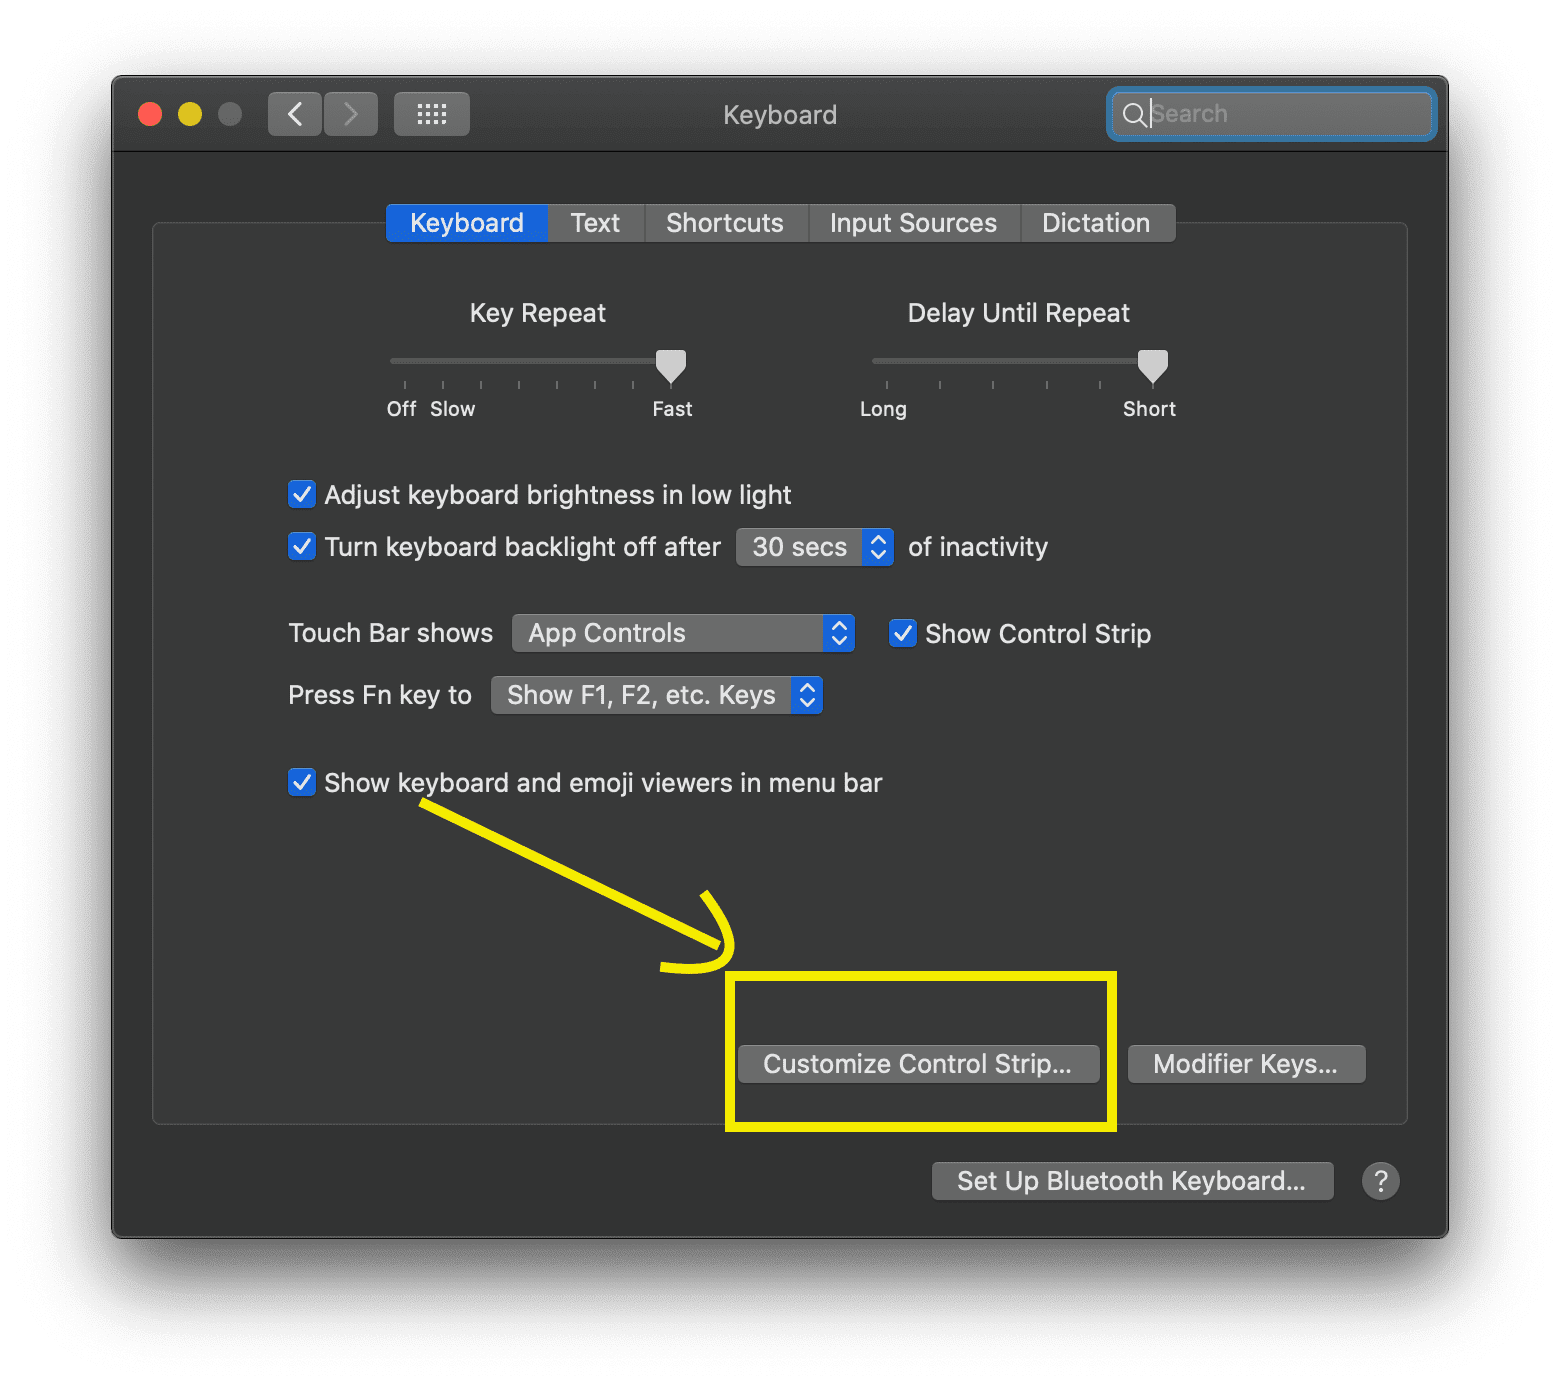 Keyboard
Search
Keyboard Text Shortcuts Input Sources Dictation
Key Repeat Delay Until Repeat
Off Slow Fast Long Short
Adjust keyboard brightness in low light
Turn keyboard backlight off after 30 secs of inactivity
Touch Bar shows App Controls Show Control Strip
Press Fn key to Show F1, F2, etc. Keys
Show keyboard and emoji viewers in menu bar
Customize Control Strip... Modifier Keys...
Set Up Bluetooth Keyboard... ?